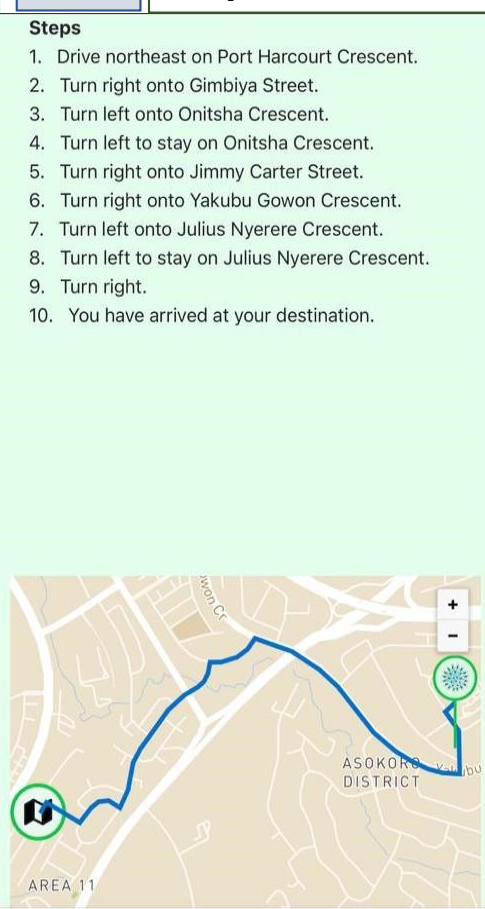 Steps
1. Drive northeast on Port Harcourt Crescent.
2. Turn right onto Gimbiya Street.
3. Turn left onto Onitsha Crescent.
4. Turn left to stay on Onitsha Crescent.
5. Turn right onto Jimmy Carter Street.
6. Turn right onto Yakubu Gowon Crescent.
7. Turn left onto Julius Nyerere Crescent.
8. Turn left to stay on Julius Nyerere Crescent.
9. Turn right.
10. You have arrived at your destination.
+
−
ASOKORO
DISTRICT
AREA 11